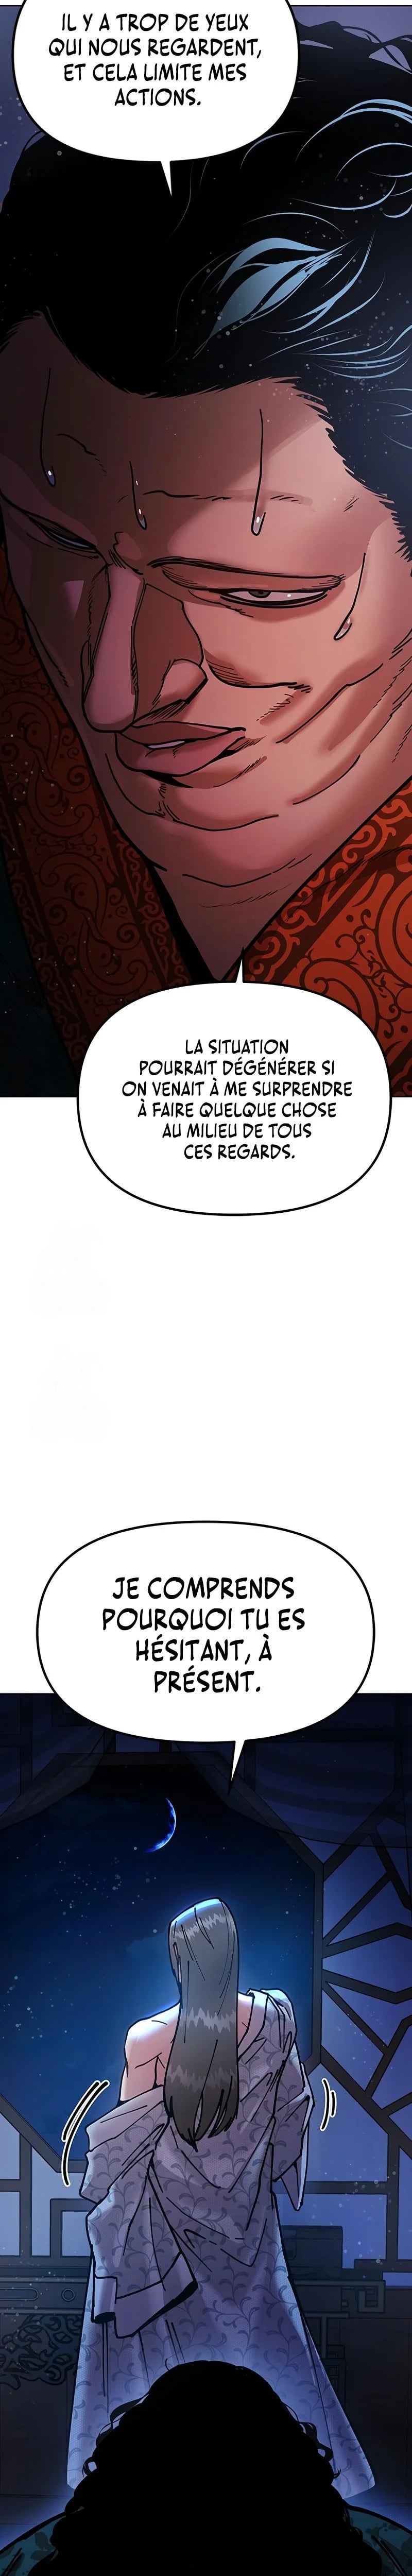 IL Y A TROP DE YEUX
QUI NOUS REGARDENT,
ET CELA LIMITE MES
ACTIONS.
LA SITUATION
POURRAIT DÉGÉNÉRER SI
ON VENAIT À ME SURPRENDRE
À FAIRE QUELQUE CHOSE
AU MILIEU DE TOUS
CES REGARDS.
JE COMPRENDS
POURQUOI TU ES
HÉSITANT, À
PRÉSENT.